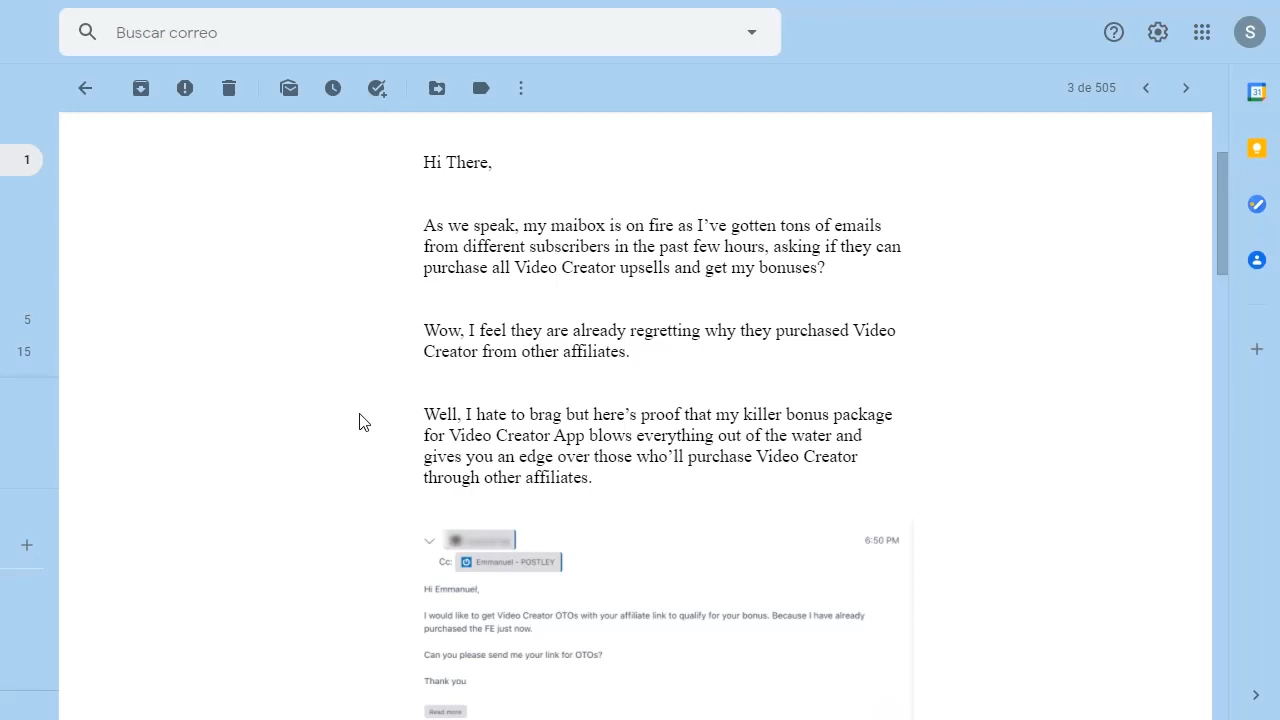 Buscar correo
S
3 de 505
31
1
Hi There,
As we speak, my maibox is on fire as I’ve gotten tons of emails
from different subscribers in the past few hours, asking if they can
purchase all Video Creator upsells and get my bonuses?
Wow, I feel they are already regretting why they purchased Video
Creator from other affiliates.
5
15
Well, I hate to brag but here’s proof that my killer bonus package
for Video Creator App blows everything out of the water and
gives you an edge over those who’ll purchase Video Creator
through other affiliates.
6:50 PM
Cc: Emmanuel - POSTLEY
Hi Emmanuel,
I would like to get Video Creator OTOs with your affiliate link to qualify for your bonus. Because I have already
purchased the FE just now.
Can you please send me your link for OTOs?
Thank you
Read more